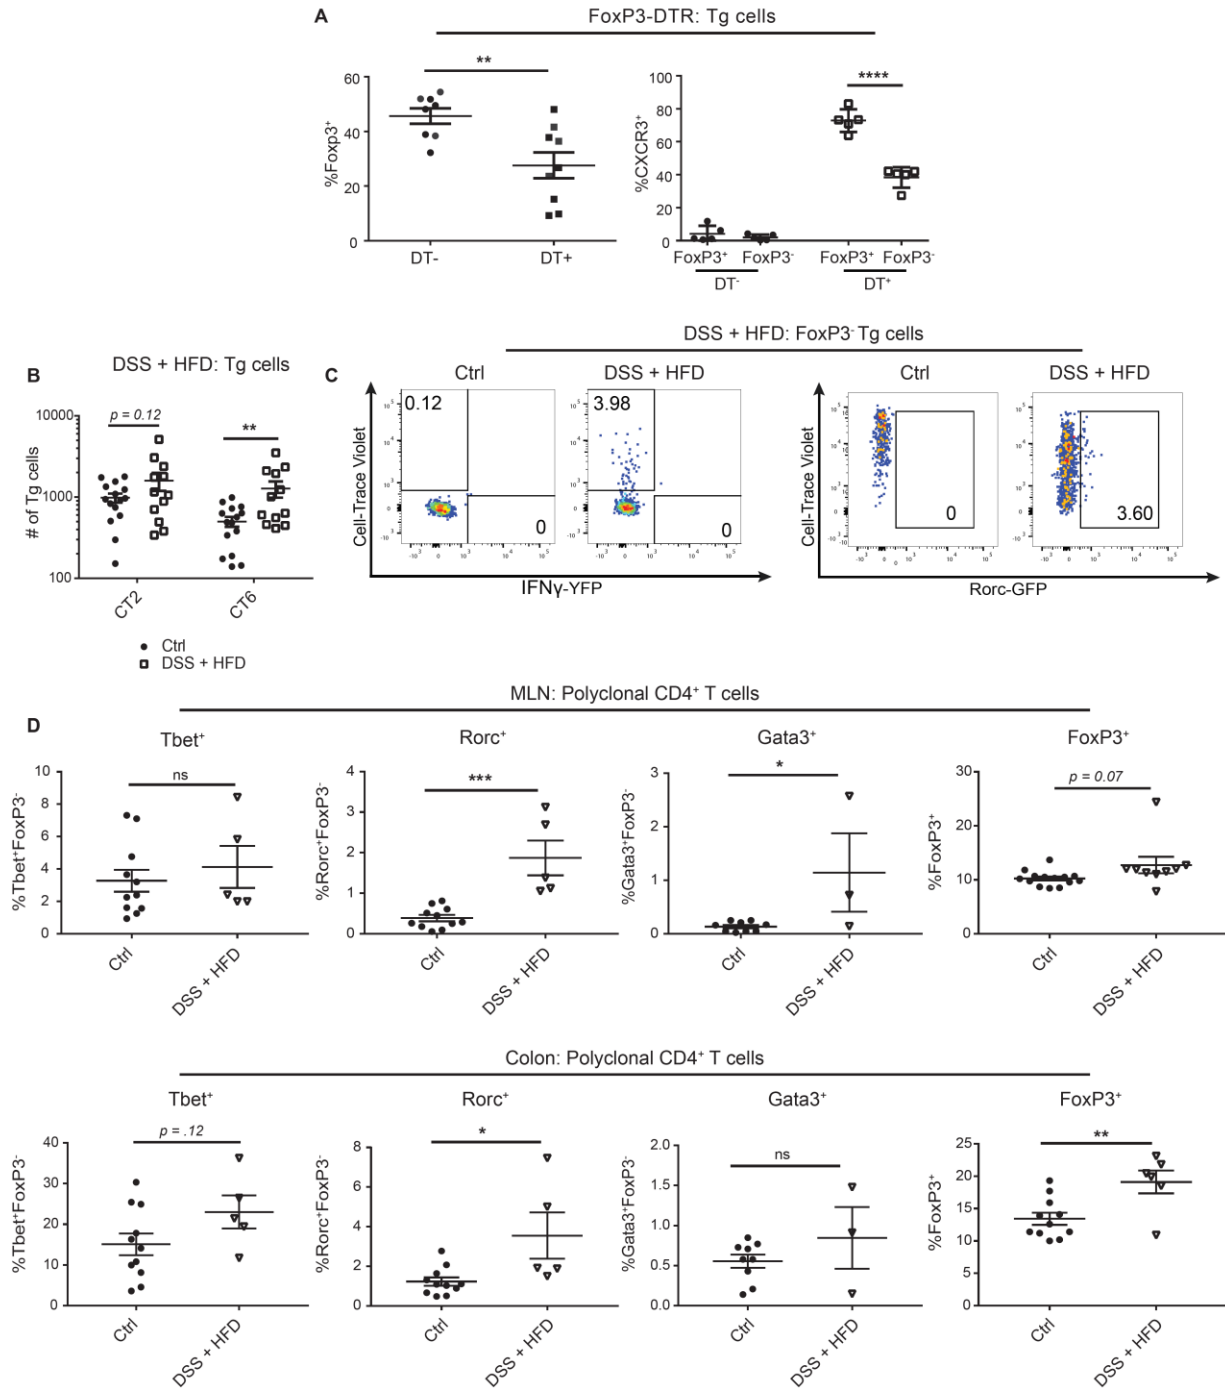 A
FoxP3-DTR: Tg cells
**
60
40
20
0
%Foxp3⁺
DT-
DT+
****
100
80
60
40
20
0
%CXCR3⁺
FoxP3⁺ FoxP3⁻ FoxP3⁺ FoxP3⁻
DT⁻
DT⁺
B
DSS + HFD: Tg cells
p = 0.12
**
10000
1000
100
# of Tg cells
CT2
CT6
Ctrl
DSS + HFD
C
DSS + HFD: FoxP3⁻ Tg cells
Ctrl
DSS + HFD
Ctrl
DSS + HFD
0.12
3.98
0
0
0
3.60
Cell-Trace Violet
IFNγ-YFP
Cell-Trace Violet
Rorc-GFP
D
MLN: Polyclonal CD4⁺ T cells
Tbet⁺
ns
10
8
6
4
2
0
%Tbet⁺FoxP3⁻
Ctrl
DSS + HFD
Rorc⁺
***
4
3
2
1
0
%Rorc⁺FoxP3⁻
Ctrl
DSS + HFD
Gata3⁺
*
3
2
1
0
%Gata3⁺FoxP3⁻
Ctrl
DSS + HFD
FoxP3⁺
p = 0.07
30
20
10
0
%FoxP3⁺
Ctrl
DSS + HFD
Colon: Polyclonal CD4⁺ T cells
Tbet⁺
p = .12
40
30
20
10
0
%Tbet⁺FoxP3⁻
Ctrl
DSS + HFD
Rorc⁺
*
8
6
4
2
0
%Rorc⁺FoxP3⁻
Ctrl
DSS + HFD
Gata3⁺
ns
2.0
1.5
1.0
0.5
0.0
%Gata3⁺FoxP3⁻
Ctrl
DSS + HFD
FoxP3⁺
**
25
20
15
10
5
0
%FoxP3⁺
Ctrl
DSS + HFD